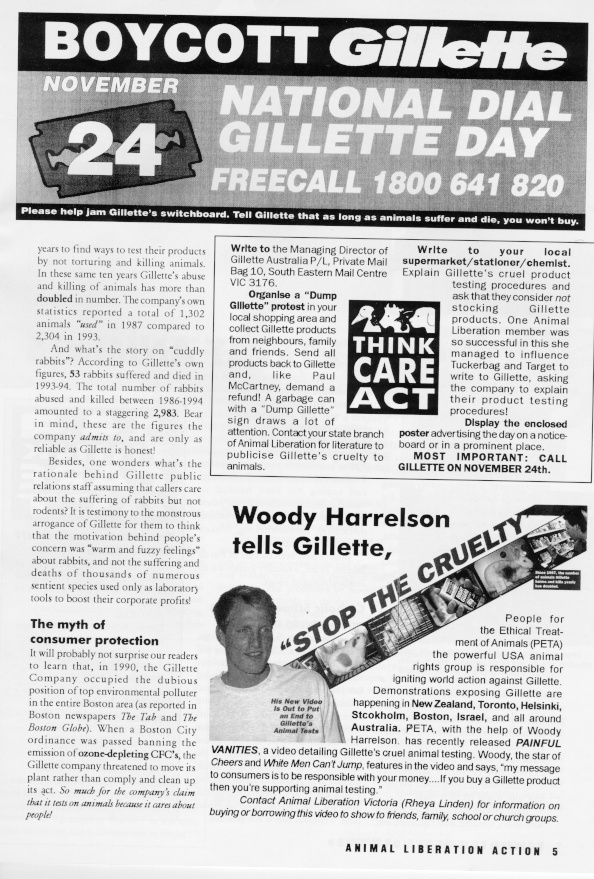 BOYCOTT Gillette
NOVEMBER
24
NATIONAL DIAL
GILLETTE DAY
FREECALL 1800 641 820
Please help jam Gillette's switchboard. Tell Gillette that as long as animals suffer and die, you won't buy.
years to find ways to test their products
by not torturing and killing animals.
In these same ten years Gillette's abuse
and killing of animals has more than
doubled in number. The company's own
statistics reported a total of 1,302
animals "used" in 1987 compared to
2,304 in 1993.
And what's the story on "cuddly
rabbits"? According to Gillette's own
figures, 53 rabbits suffered and died in
1993-94. The total number of rabbits
abused and killed between 1986-1994
amounted to a staggering 2,983. Bear
in mind, these are the figures the
company admits to, and are only as
reliable as Gillette is honest!
Besides, one wonders what's the
rationale behind Gillette public
relations staff assuming that callers care
about the suffering of rabbits but not
rodents? It is testimony to the monstrous
arrogance of Gillette for them to think
that the motivation behind people's
concern was "warm and fuzzy feelings"
about rabbits, and not the suffering and
deaths of thousands of numerous
sentient species used only as laboratory
tools to boost their corporate profits!
The myth of
consumer protection
It will probably not surprise our readers
to learn that, in 1990, the Gillette
Company occupied the dubious
position of top environmental polluter
in the entire Boston area (as reported in
Boston newspapers The Tab and The
Boston Globe). When a Boston City
ordinance was passed banning the
emission of ozone-depleting CFC's, the
Gillette company threatened to move its
plant rather than comply and clean up
its act. So much for the company's claim
that it tests on animals because it cares about
people!
Write to the Managing Director of
Gillette Australia P/L, Private Mail
Bag 10, South Eastern Mail Centre
VIC 3176.
Organise a "Dump
Gillette" protest in your
local shopping area and
collect Gillette products
from neighbours, family
and friends. Send all
products back to Gillette
and, like Paul
McCartney, demand a
refund! A garbage can
with a "Dump Gillette"
sign draws a lot of
attention. Contact your state branch
of Animal Liberation for literature to
publicise Gillette's cruelty to
animals.
THINK
CARE
ACT
Write to your local
supermarket/stationer/chemist.
Explain Gillette's cruel product
testing procedures and
ask that they consider not
stocking Gillette
products. One Animal
Liberation member was
so successful in this she
managed to influence
Tuckerbag and Target to
write to Gillette, asking
the company to explain
their product testing
procedures!
Display the enclosed
poster advertising the day on a notice-
board or in a prominent place.
MOST IMPORTANT: CALL
GILLETTE ON NOVEMBER 24th.
Woody Harrelson
tells Gillette,
"STOP THE CRUELTY"
Since 1987, the number
of animals Gillette
harms and kills yearly
has doubled.
His New Video
Is Out to Put
an End to
Gillette's
Animal Tests
People for
the Ethical Treat-
ment of Animals (PETA)
the powerful USA animal
rights group is responsible for
igniting world action against Gillette.
Demonstrations exposing Gillette are
happening in New Zealand, Toronto, Helsinki,
Stcokholm, Boston, Israel, and all around
Australia. PETA, with the help of Woody
Harrelson. has recently released PAINFUL
VANITIES, a video detailing Gillette's cruel animal testing. Woody, the star of
Cheers and White Men Can't Jump, features in the video and says, "my message
to consumers is to be responsible with your money....If you buy a Gillette product
then you're supporting animal testing."
Contact Animal Liberation Victoria (Rheya Linden) for information on
buying or borrowing this video to show to friends, family, school or church groups.
ANIMAL LIBERATION ACTION 5